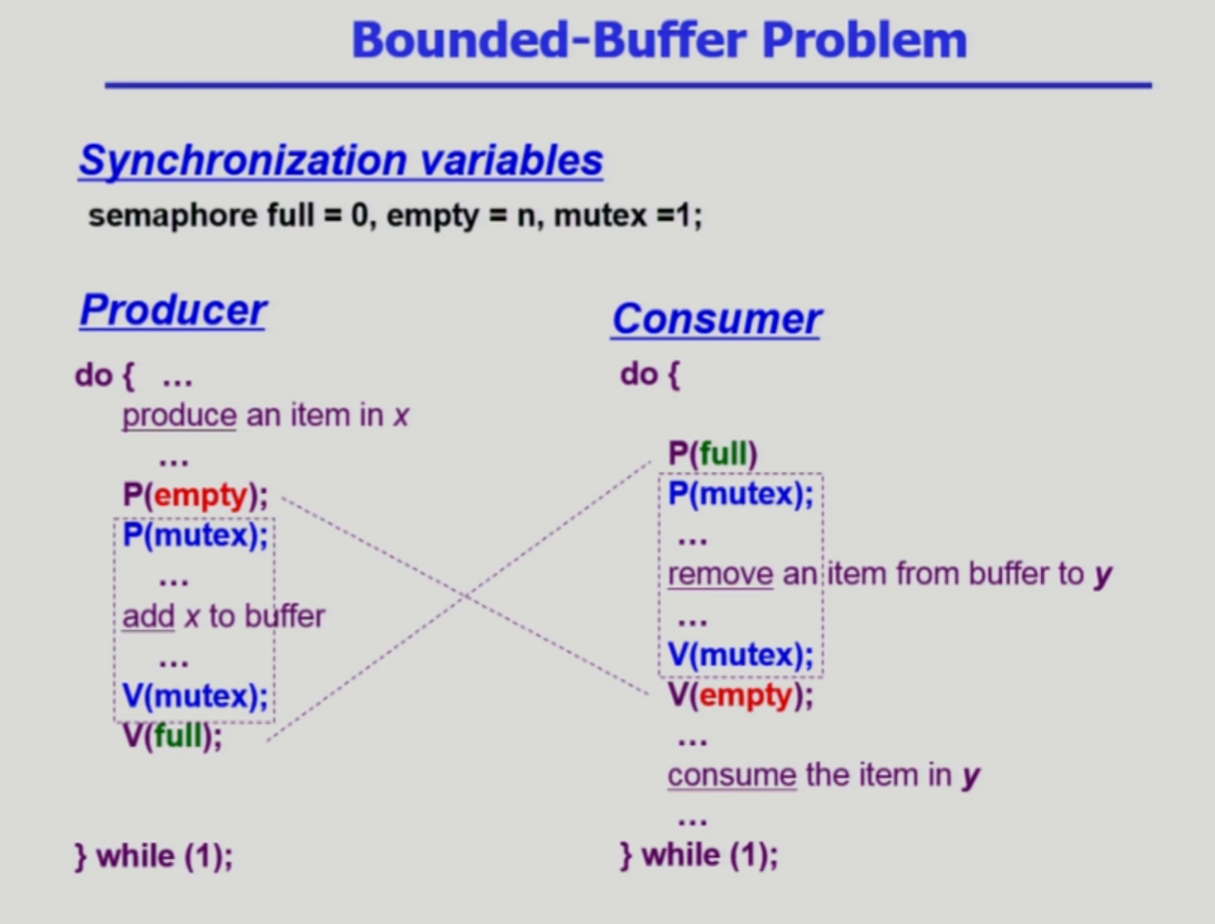 Bounded-Buffer Problem
Synchronization variables
semaphore full = 0, empty = n, mutex =1;
Producer
do { ...
produce an item in x
...
P(empty);
P(mutex);
...
add x to buffer
...
V(mutex);
V(full);
} while (1);
Consumer
do {
P(full)
P(mutex);
...
remove an item from buffer to y
...
V(mutex);
V(empty);
...
consume the item in y
...
} while (1);